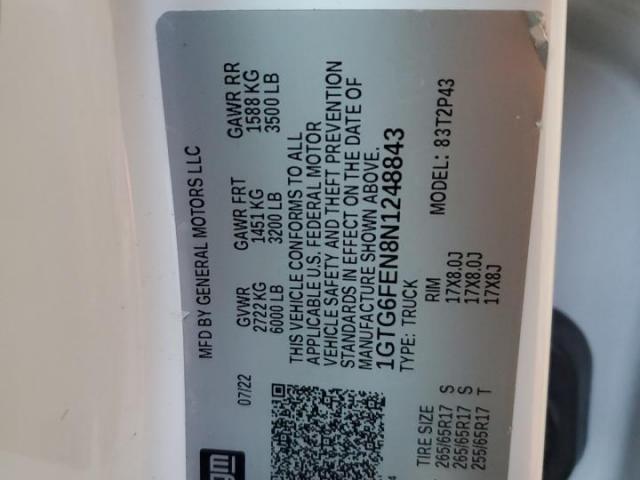 MFD BY GENERAL MOTORS LLC
07/22
GVWR GAWR FRT GAWR RR
2722 KG 1451 KG 1588 KG
6000 LB 3200 LB 3500 LB
THIS VEHICLE CONFORMS TO ALL
APPLICABLE U.S. FEDERAL MOTOR
VEHICLE SAFETY AND THEFT PREVENTION
STANDARDS IN EFFECT ON THE DATE OF
MANUFACTURE SHOWN ABOVE.
1GTG6FEN8N1248843
TYPE: TRUCK MODEL: 83T2P43
TIRE SIZE RIM
265/65R17 S 17X8.0J
265/65R17 S 17X8.0J
255/65R17 T 17X8J
gm